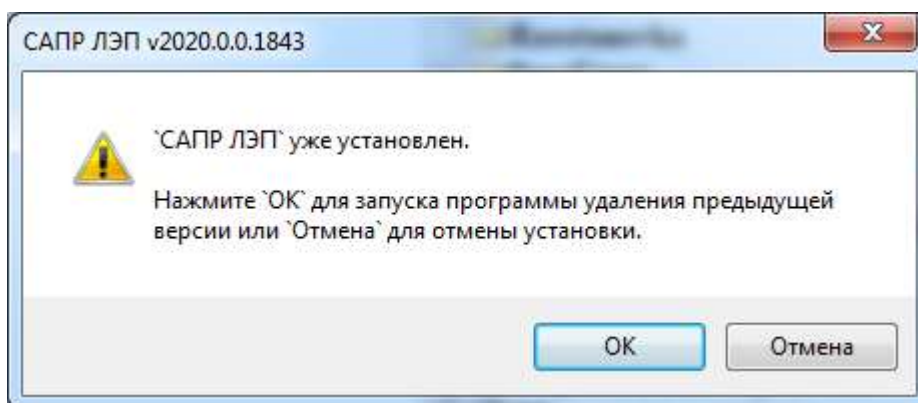 САПР ЛЭП v2020.0.0.1843
`САПР ЛЭП` уже установлен.
Нажмите `ОК` для запуска программы удаления предыдущей
версии или `Отмена` для отмены установки.
ОК
Отмена